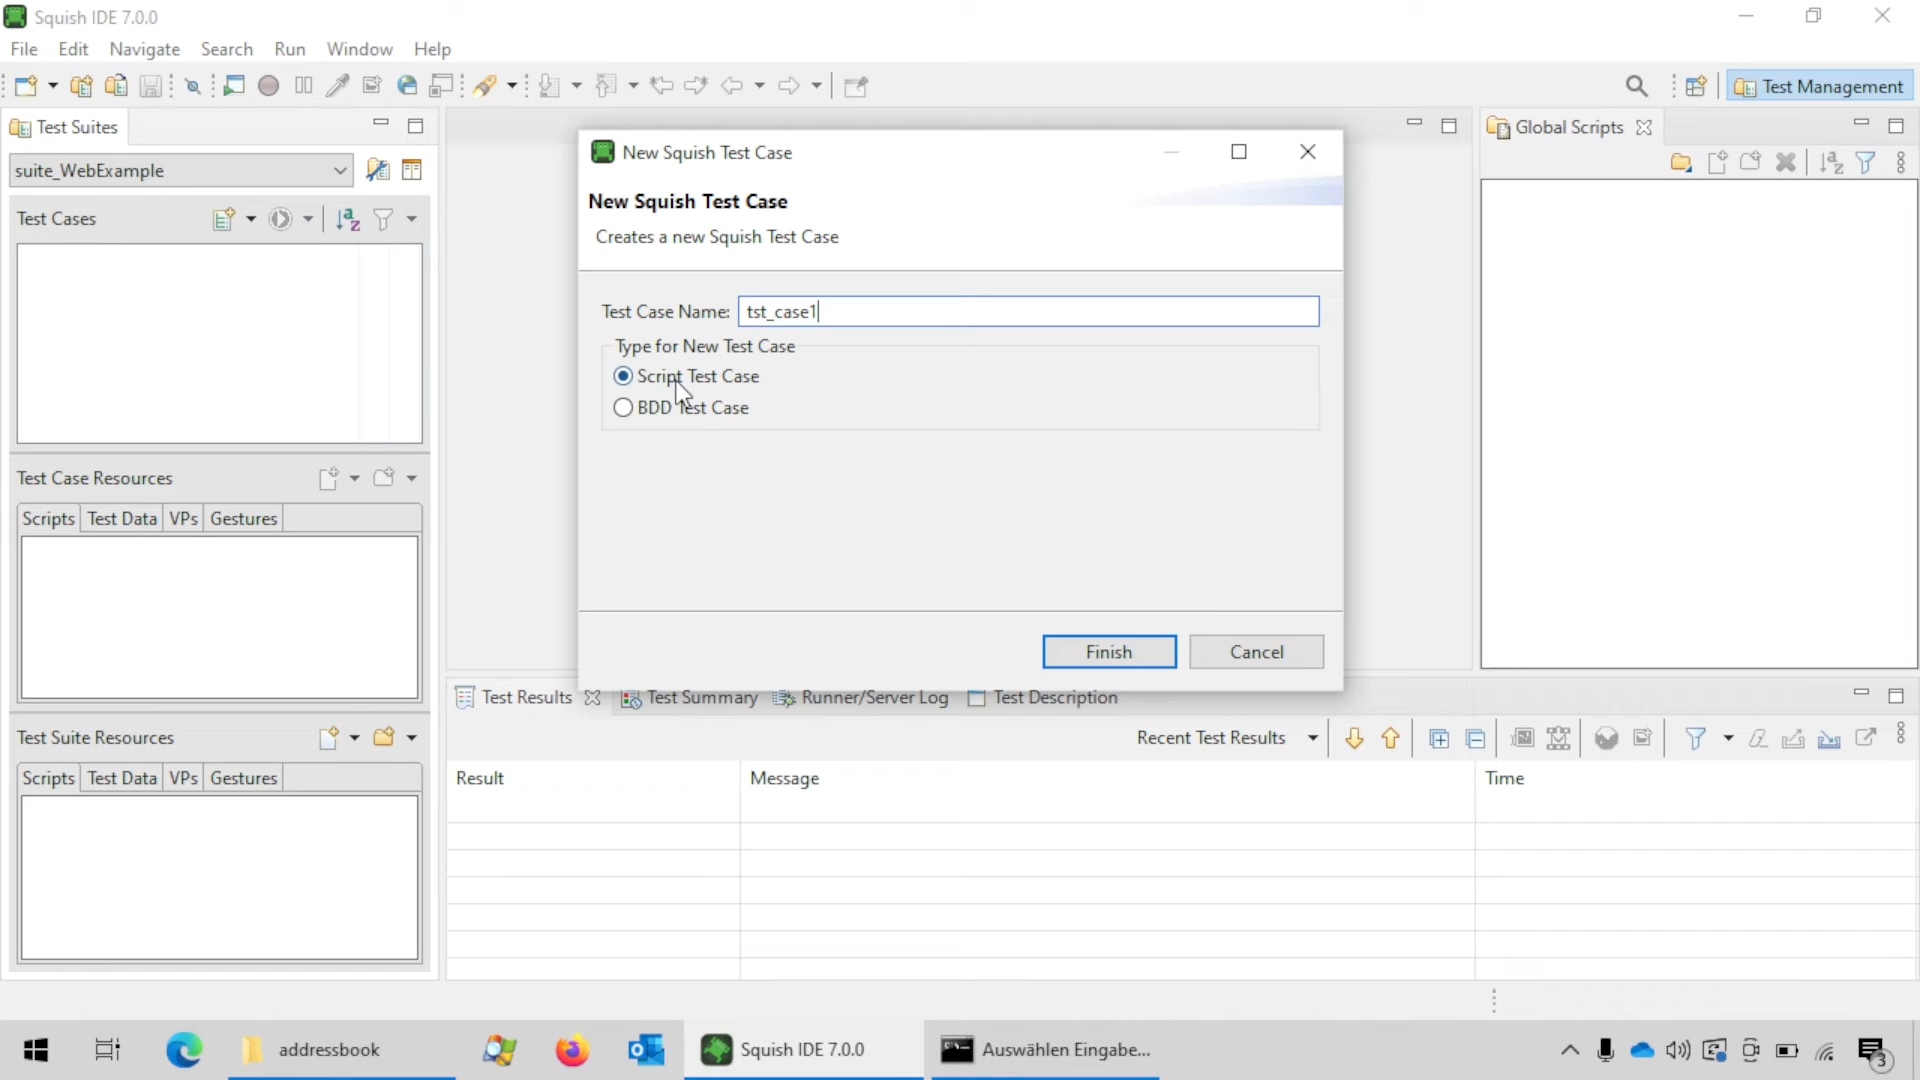 Squish IDE 7.0.0
File Edit Navigate Search Run Window Help
Test Management
Test Suites
suite_WebExample
Test Cases
Test Case Resources
Scripts Test Data VPs Gestures
Test Suite Resources
Scripts Test Data VPs Gestures
New Squish Test Case
New Squish Test Case
Creates a new Squish Test Case
Test Case Name: tst_case1
Type for New Test Case
Script Test Case
BDD Test Case
Finish Cancel
Global Scripts
Test Results Test Summary Runner/Server Log Test Description
Recent Test Results
Result Message Time
addressbook Squish IDE 7.0.0 Auswählen Eingabe... 3